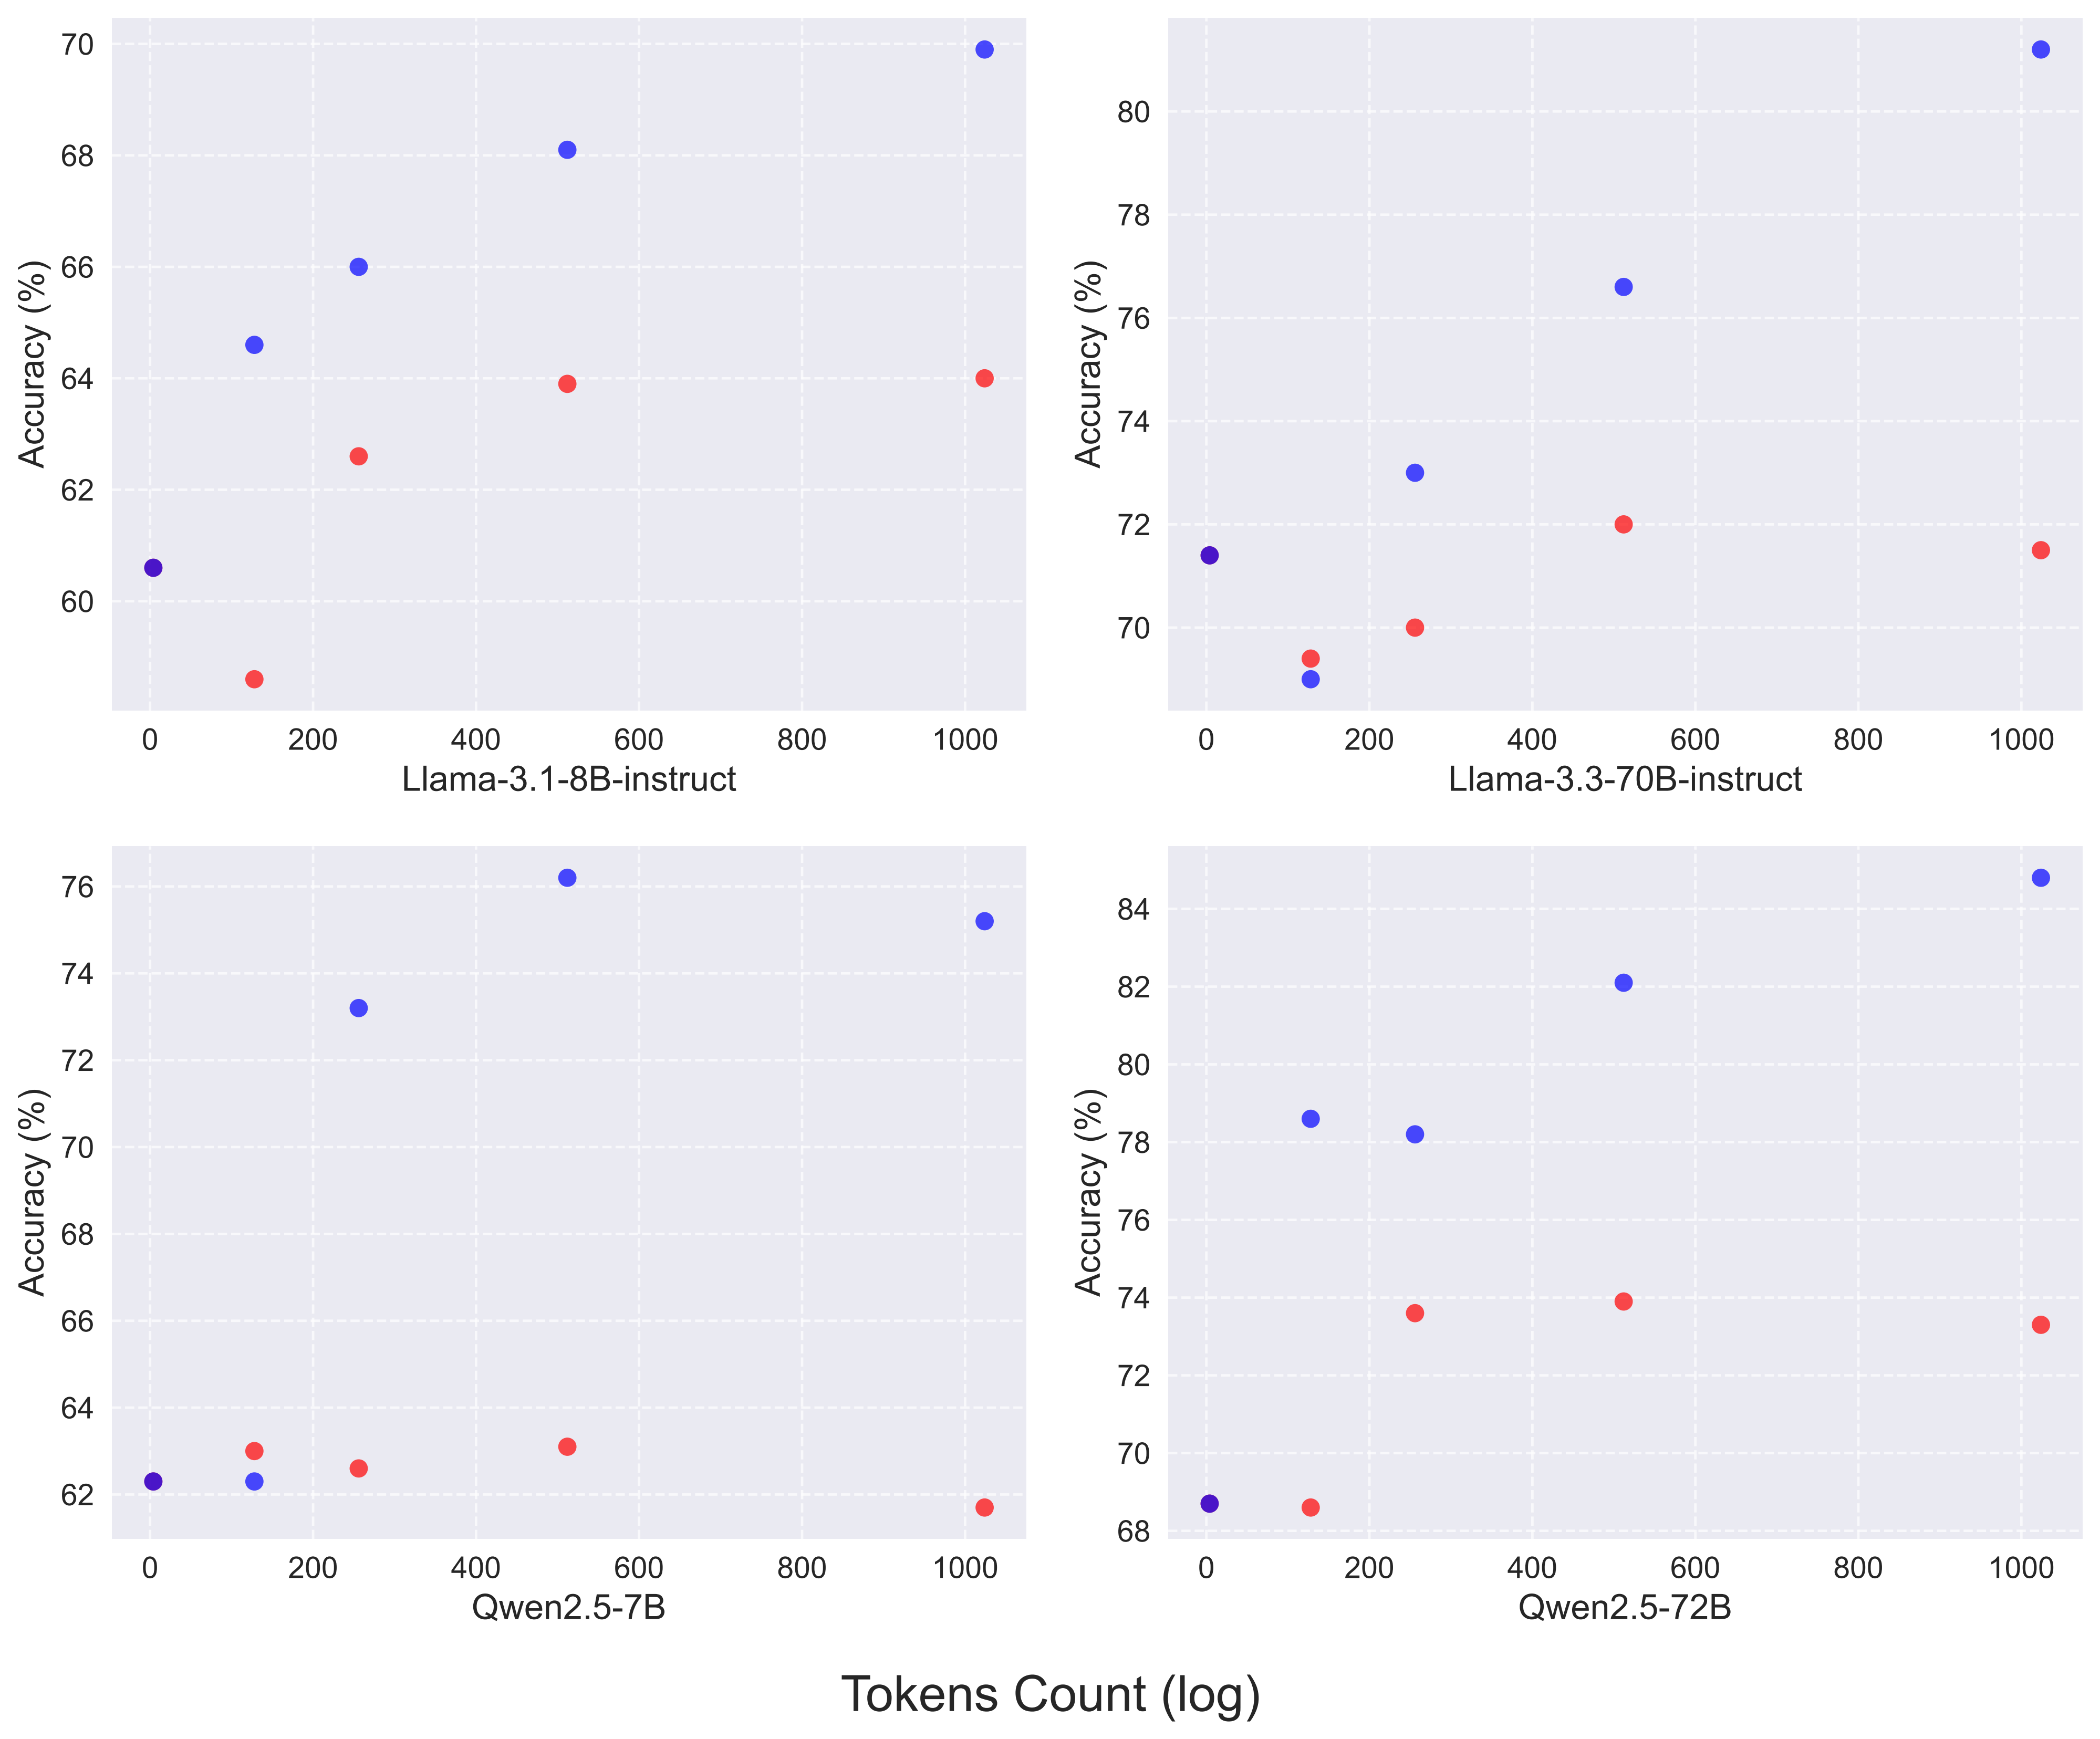 Accuracy (%)
70
68
66
64
62
60
0 200 400 600 800 1000
Llama-3.1-8B-instruct
Accuracy (%)
80
78
76
74
72
70
0 200 400 600 800 1000
Llama-3.3-70B-instruct
Accuracy (%)
76
74
72
70
68
66
64
62
0 200 400 600 800 1000
Qwen2.5-7B
Accuracy (%)
84
82
80
78
76
74
72
70
68
0 200 400 600 800 1000
Qwen2.5-72B
Tokens Count (log)